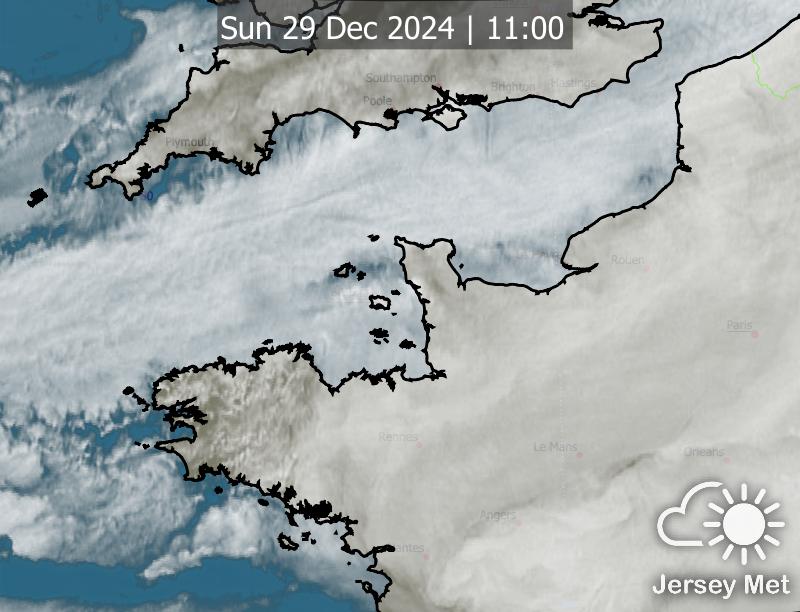 Sun 29 Dec 2024 | 11:00
Southampton
Brighton
Hastings
Poole
Plymouth
Rouen
Paris
Rennes
Le Mans
Orleans
Angers
Nantes
Jersey Met